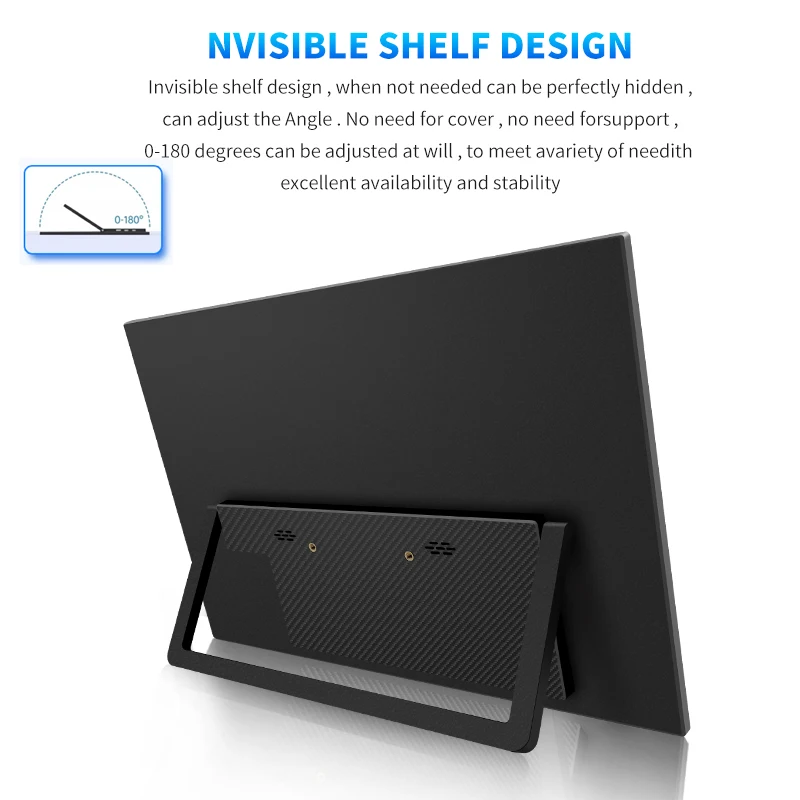 NVISIBLE SHELF DESIGN
Invisible shelf design , when not needed can be perfectly hidden ,
can adjust the Angle . No need for cover , no need forsupport ,
0-180 degrees can be adjusted at will , to meet avariety of needith
excellent availability and stability
0-180°